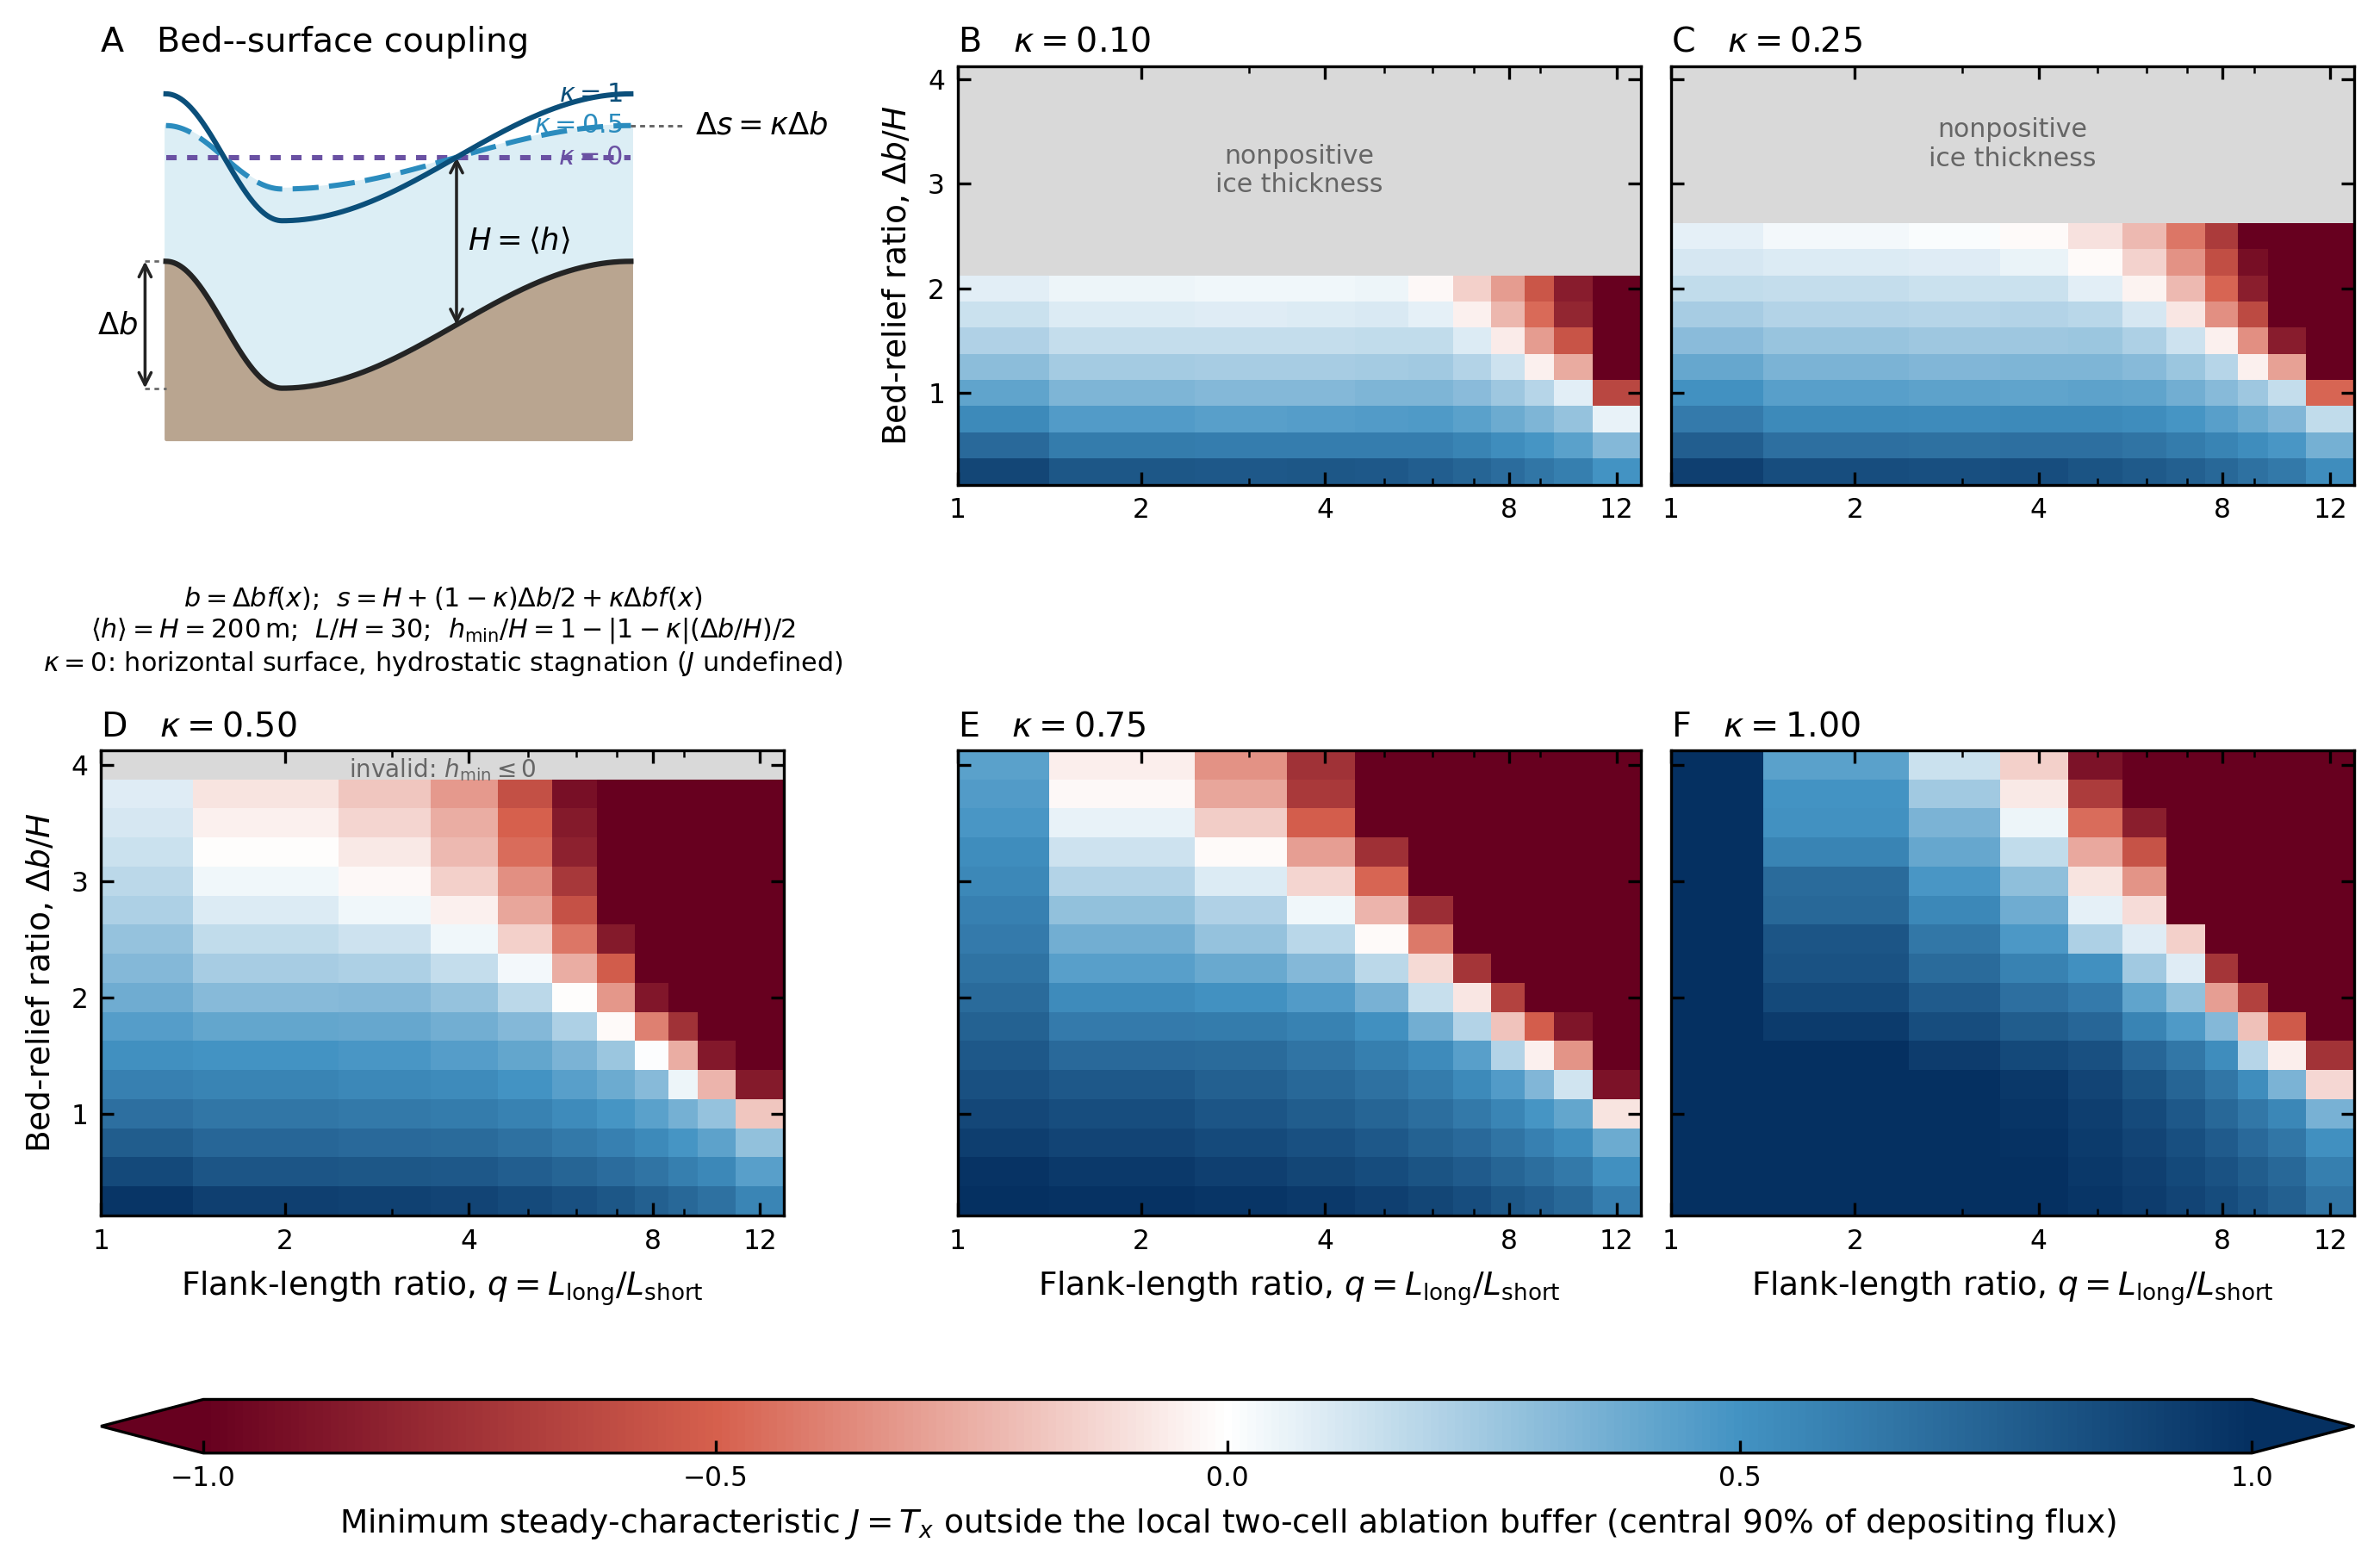 A Bed--surface coupling
κ = 1
κ = 0.5
κ = 0
Δs = κΔb
H = ⟨h⟩
Δb
b = Δbf(x); s = H + (1 − κ)Δb/2 + κΔbf(x)
⟨h⟩ = H = 200 m; L/H = 30; h_min/H = 1 − |1 − κ|(Δb/H)/2
κ = 0: horizontal surface, hydrostatic stagnation (J undefined)
B κ = 0.10
Bed-relief ratio, Δb/H
4
3
2
1
nonpositive
ice thickness
1 2 4 8 12
C κ = 0.25
nonpositive
ice thickness
1 2 4 8 12
D κ = 0.50
Bed-relief ratio, Δb/H
4
3
2
1
invalid: h_min ≤ 0
1 2 4 8 12
Flank-length ratio, q = L_long/L_short
E κ = 0.75
1 2 4 8 12
Flank-length ratio, q = L_long/L_short
F κ = 1.00
1 2 4 8 12
Flank-length ratio, q = L_long/L_short
−1.0 −0.5 0.0 0.5 1.0
Minimum steady-characteristic J = T_x outside the local two-cell ablation buffer (central 90% of depositing flux)